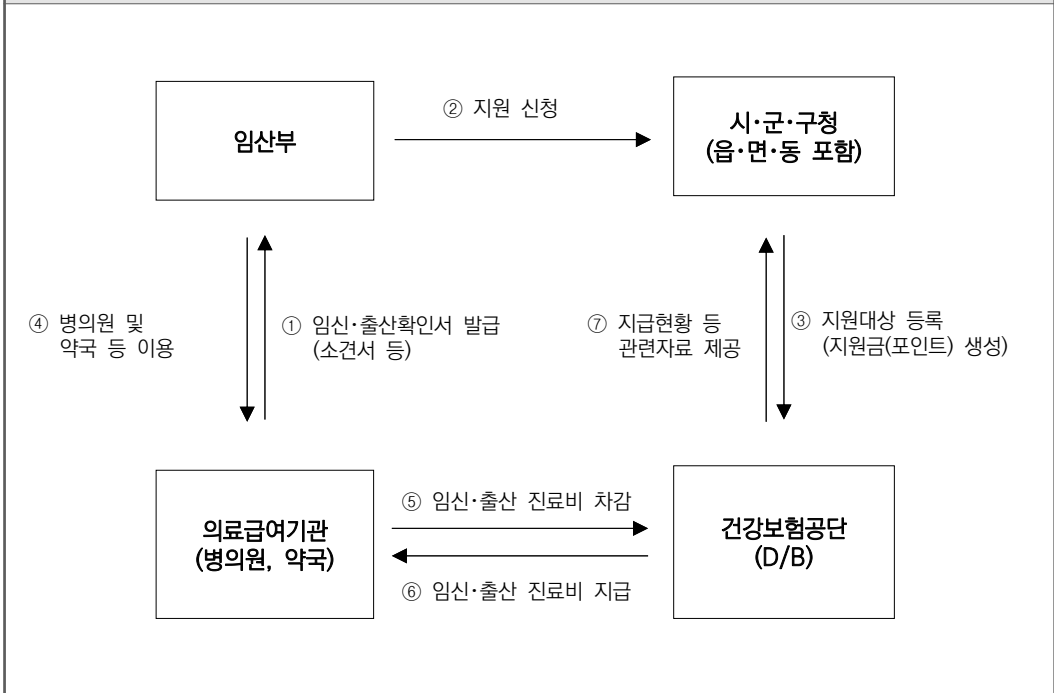 ② 지원 신청
임산부
시·군·구청
(읍·면·동 포함)
④ 병의원 및
약국 등 이용
① 임신·출산확인서 발급
(소견서 등)
⑦ 지급현황 등
관련자료 제공
③ 지원대상 등록
(지원금(포인트) 생성)
⑤ 임신·출산 진료비 차감
의료급여기관
(병의원, 약국)
건강보험공단
(D/B)
⑥ 임신·출산 진료비 지급